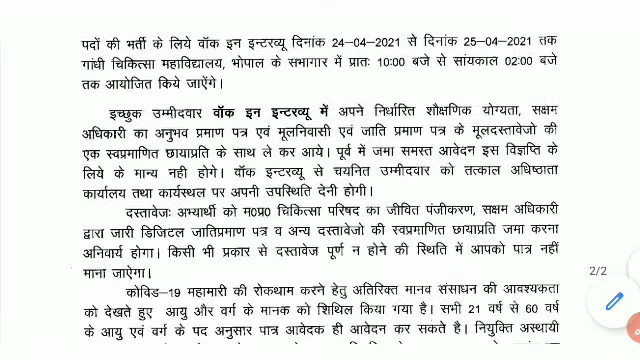 पदों की भर्ती के लिये वॉक इन इन्टरव्यू दिनांक 24-04-2021 से दिनांक 25-04-2021 तक
गांधी चिकित्सा महाविद्यालय, भोपाल के सभागार में प्रातः 10:00 बजे से सांयकाल 02:00 बजे
तक आयोजित किये जाऐंगे।
इच्छुक उम्मीदवार वॉक इन इन्टरव्यू में अपने निर्धारित शौक्षणिक योग्यता, सक्षम
अधिकारी का अनुभव प्रमाण पत्र एवं मूलनिवासी एवं जाति प्रमाण पत्र के मूलदस्तावेजो की
एक स्वप्रमाणित छायाप्रति के साथ ले कर आये। पूर्व में जमा समस्त आवेदन इस विज्ञप्ति के
लिये के मान्य नही होगे। वॉक इन्टरव्यू से चयनित उम्मीदवार को तत्काल अधिष्ठाता
कार्यालय तथा कार्यस्थल पर अपनी उपस्थिति देनी होगी।
दस्तावेजः अभ्यार्थी को म०प्र० चिकित्सा परिषद का जीवित पंजीकरण, सक्षम अधिकारी
द्वारा जारी डिजिटल जातिप्रमाण पत्र व अन्य दस्तावेजो की स्वप्रमाणित छायाप्रति जमा करना
अनिवार्य होगा। किसी भी प्रकार से दस्तावेज पूर्ण न होने की स्थिति में आपको पात्र नहीं
माना जाऐगा।
2/2
कोविड-19 महामारी की रोकथाम करने हेतु अतिरिक्त मानव संसाधन की आवश्यकता
को देखते हुए आयु और वर्ग के मानक को शिथिल किया गया है। सभी 21 वर्ष से 60 वर्ष
के आयु एवं वर्ग के पद अनुसार पात्र आवेदक ही आवेदन कर सकते है। नियुक्ति अस्थायी